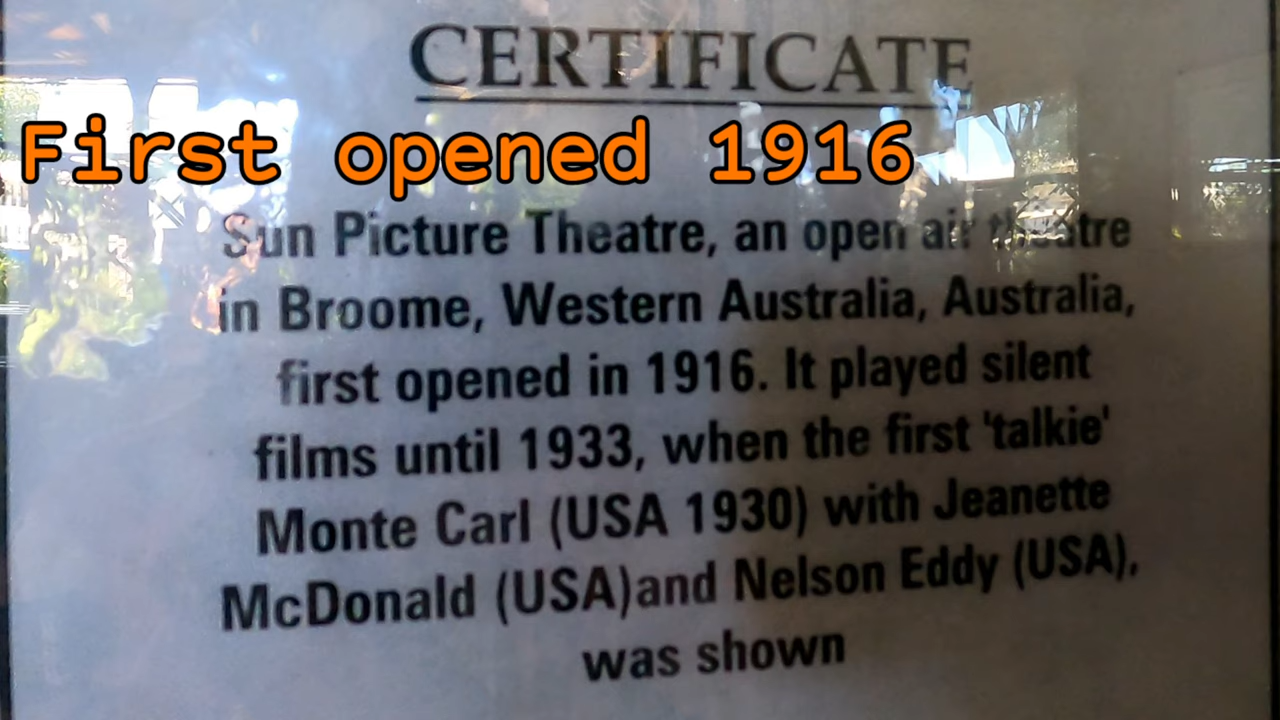 CERTIFICATE
First opened 1916
Sun Picture Theatre, an open air theatre
in Broome, Western Australia, Australia,
first opened in 1916. It played silent
films until 1933, when the first 'talkie'
Monte Carl (USA 1930) with Jeanette
McDonald (USA)and Nelson Eddy (USA),
was shown